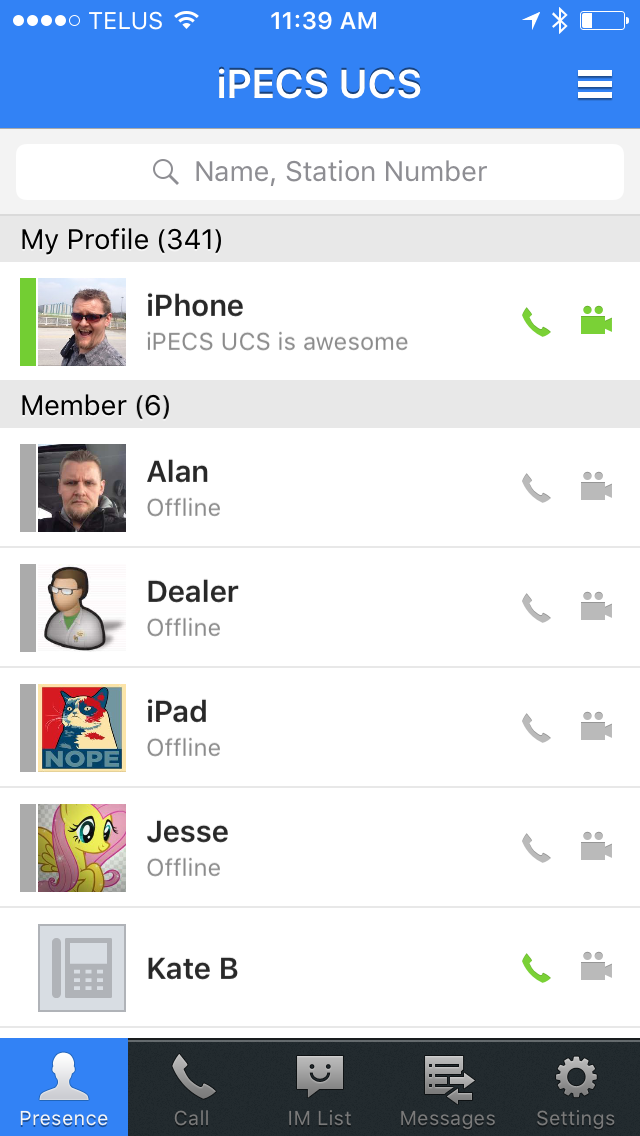 TELUS 11:39 AM
iPECS UCS
Name, Station Number
My Profile (341)
iPhone
iPECS UCS is awesome
Member (6)
Alan
Offline
Dealer
Offline
NOPE
iPad
Offline
Jesse
Offline
Kate B
Presence Call IM List Messages Settings